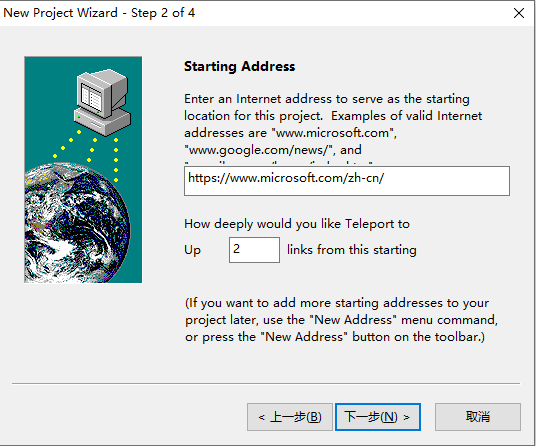 New Project Wizard - Step 2 of 4
Starting Address
Enter an Internet address to serve as the starting
location for this project. Examples of valid Internet
addresses are "www.microsoft.com",
"www.google.com/news/", and
https://www.microsoft.com/zh-cn/
How deeply would you like Teleport to
Up 2 links from this starting
(If you want to add more starting addresses to your
project later, use the "New Address" menu command,
or press the "New Address" button on the toolbar.)
< 上一步(B) 下一步(N) > 取消